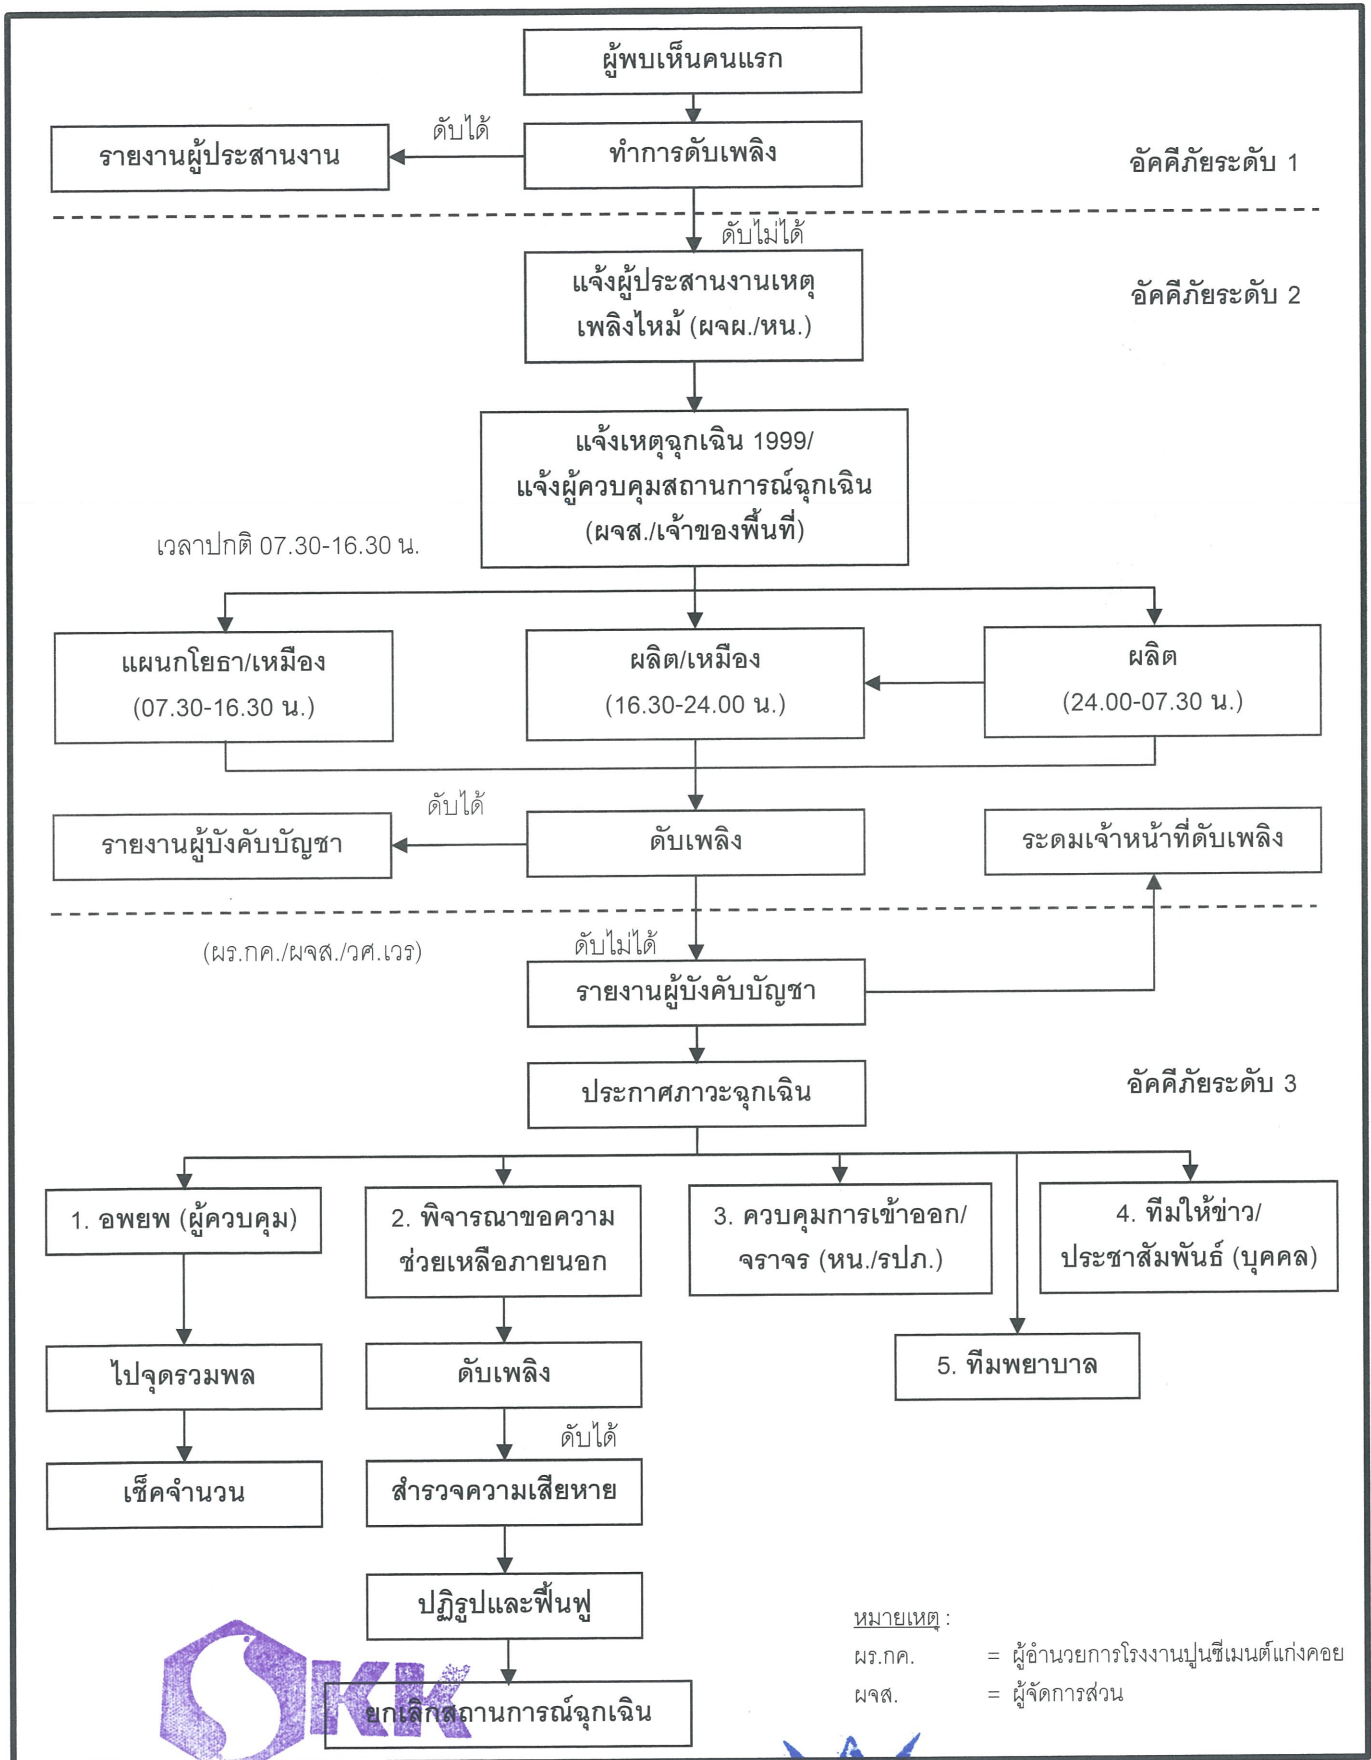 ผู้พบเห็นคนแรก
ดับได้
รายงานผู้ประสานงาน
ทำการดับเพลิง
อัคคีภัยระดับ 1
ดับไม่ได้
แจ้งผู้ประสานงานเหตุ
เพลิงไหม้ (ผจผ./หน.)
อัคคีภัยระดับ 2
แจ้งเหตุฉุกเฉิน 1999/
แจ้งผู้ควบคุมสถานการณ์ฉุกเฉิน
(ผจส./เจ้าของพื้นที่)
เวลาปกติ 07.30-16.30 น.
แผนกโยธา/เหมือง
(07.30-16.30 น.)
ผลิต/เหมือง
(16.30-24.00 น.)
ผลิต
(24.00-07.30 น.)
ดับได้
รายงานผู้บังคับบัญชา
ดับเพลิง
ระดมเจ้าหน้าที่ดับเพลิง
(ผร.กค./ผจส./วศ.เวร)
ดับไม่ได้
รายงานผู้บังคับบัญชา
ประกาศภาวะฉุกเฉิน
อัคคีภัยระดับ 3
1. อพยพ (ผู้ควบคุม)
2. พิจารณาขอความ
ช่วยเหลือภายนอก
3. ควบคุมการเข้าออก/
จราจร (หน./รปภ.)
4. ทีมให้ข่าว/
ประชาสัมพันธ์ (บุคคล)
ไปจุดรวมพล
ดับเพลิง
5. ทีมพยาบาล
ดับได้
เช็คจำนวน
สำรวจความเสียหาย
ปฏิรูปและฟื้นฟู
หมายเหตุ :
ผร.กค. = ผู้อำนวยการโรงงานปูนซีเมนต์แก่งคอย
ผจส. = ผู้จัดการส่วน
KK
ยกเลิกสถานการณ์ฉุกเฉิน